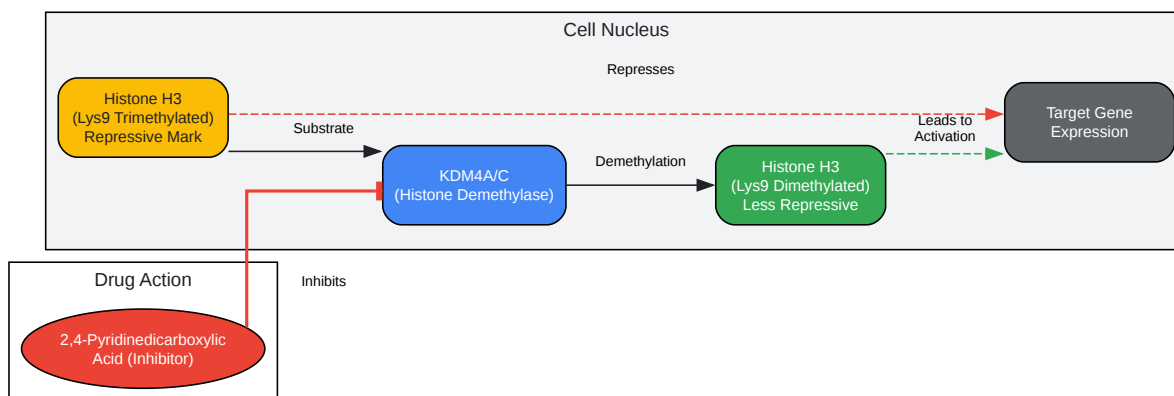 Cell Nucleus
Represses
Histone H3
(Lys9 Trimethylated)
Repressive Mark
Substrate
KDM4A/C
(Histone Demethylase)
Demethylation
Histone H3
(Lys9 Dimethylated)
Less Repressive
Leads to
Activation
Target Gene
Expression
Drug Action
Inhibits
2,4-Pyridinedicarboxylic
Acid (Inhibitor)